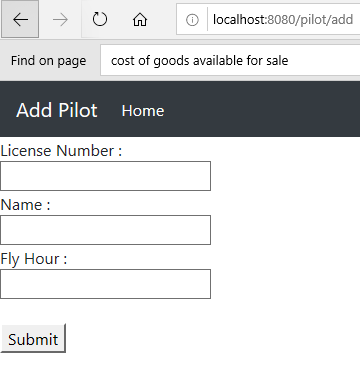 localhost:8080/pilot/add
Find on page cost of goods available for sale
Add Pilot Home
License Number :
Name :
Fly Hour :
Submit